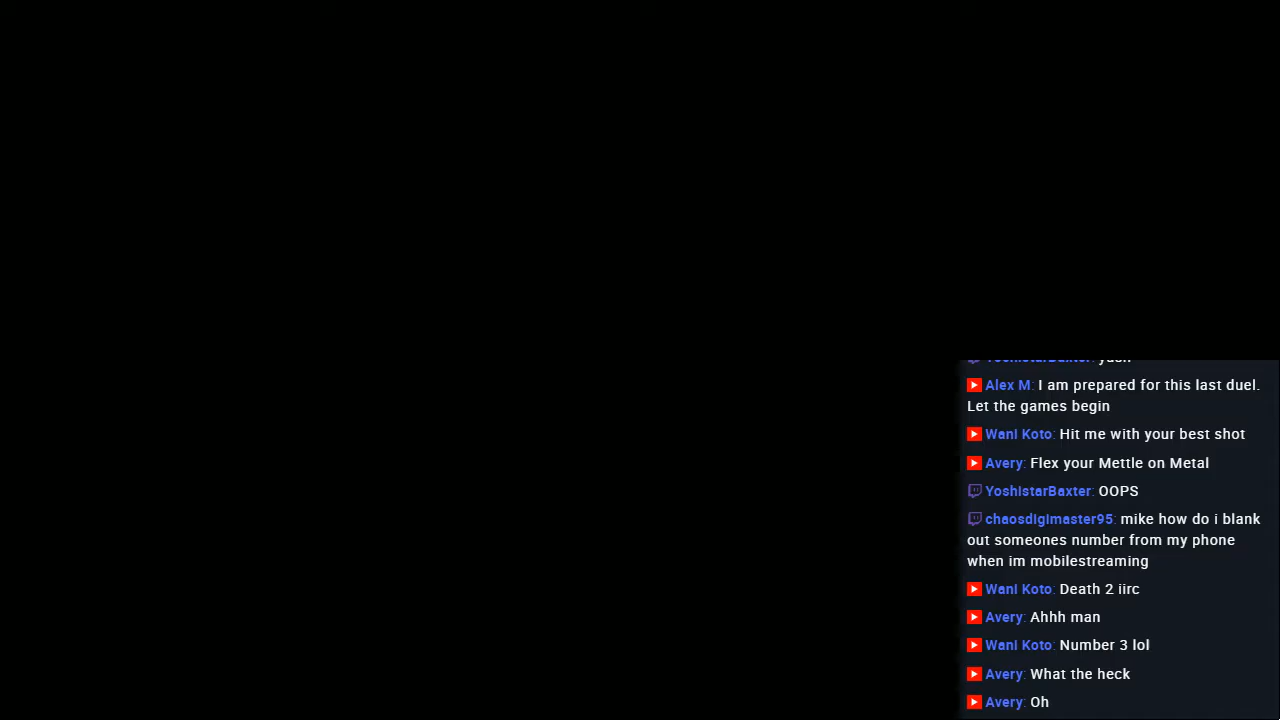 Alex M: I am prepared for this last duel.
Let the games begin
Wani Koto: Hit me with your best shot
Avery: Flex your Mettle on Metal
YoshistarBaxter: OOPS
chaosdigimaster95: mike how do i blank
out someones number from my phone
when im mobilestreaming
Wani Koto: Death 2 iirc
Avery: Ahhh man
Wani Koto: Number 3 lol
Avery: What the heck
Avery: Oh